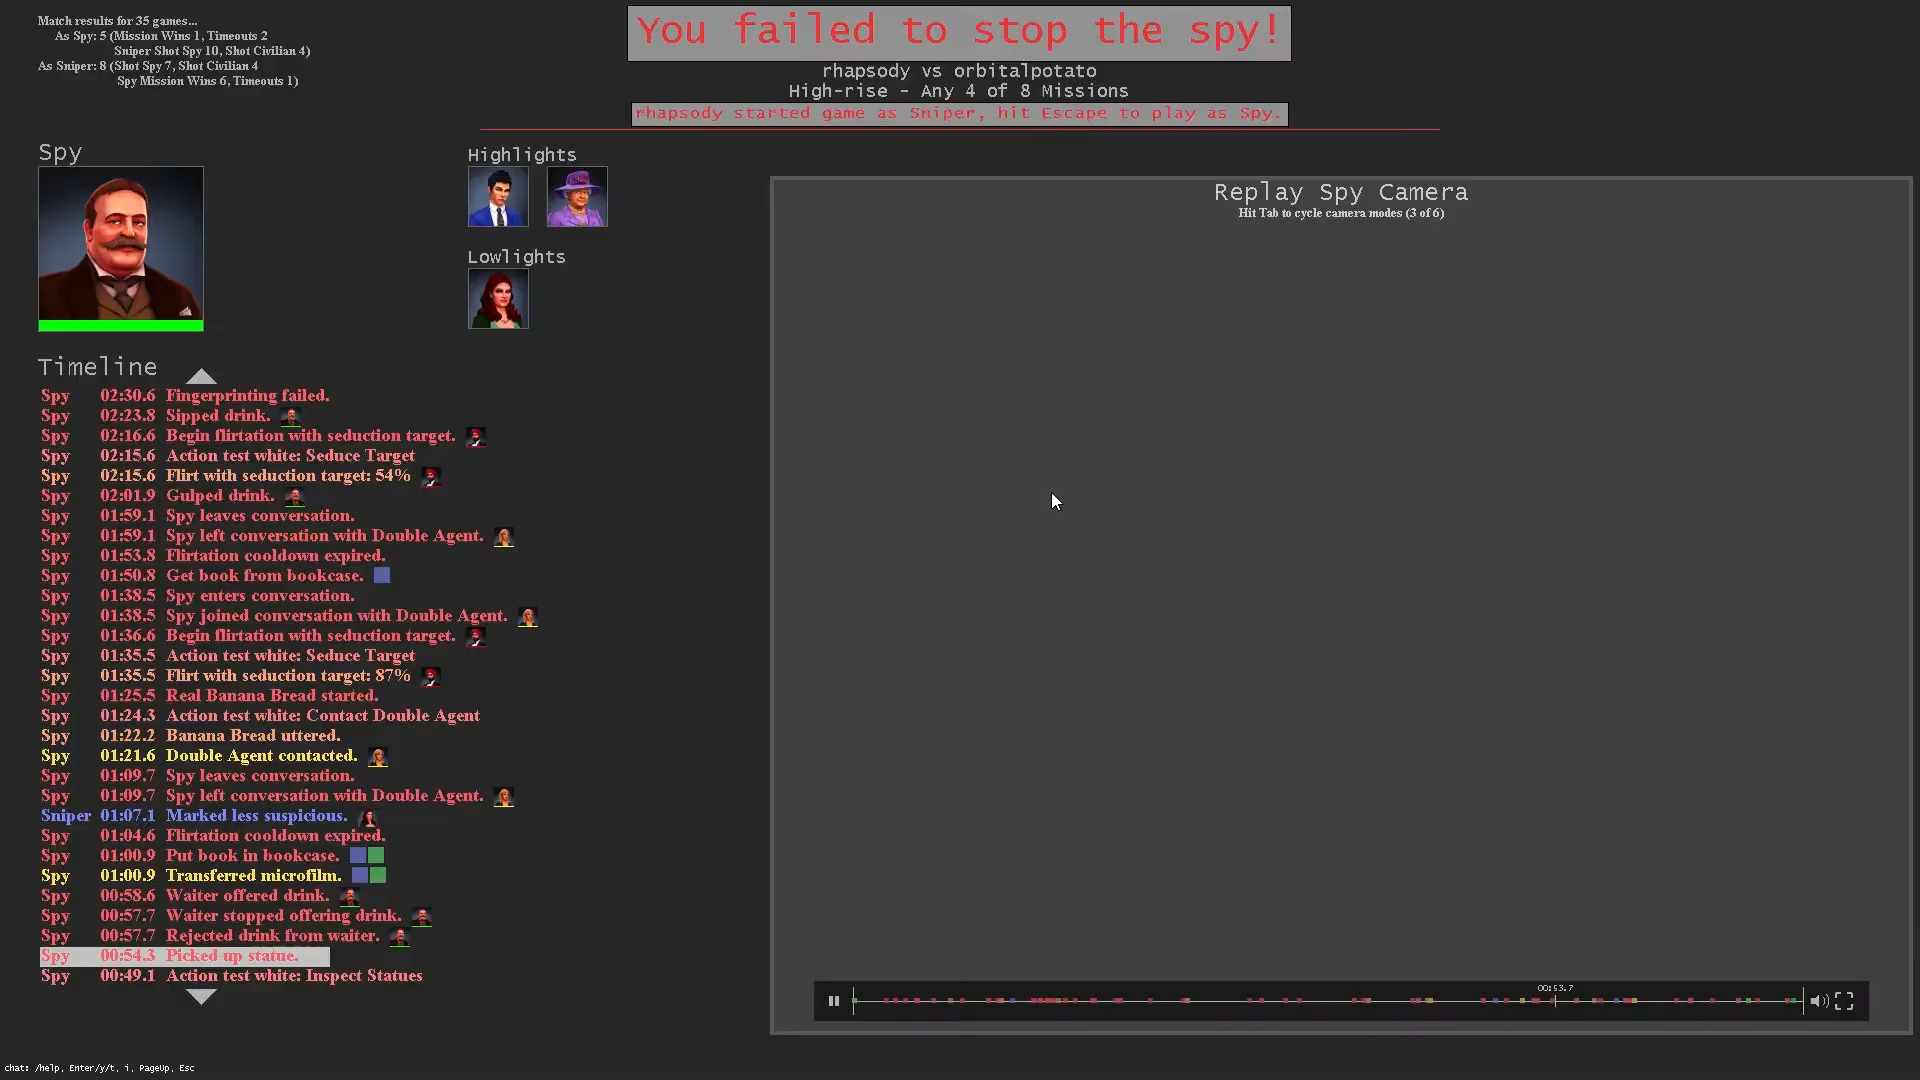 Match results for 35 games...
As Spy: 5 (Mission Wins 1, Timeouts 2
Sniper Shot Spy 10, Shot Civilian 4)
As Sniper: 8 (Shot Spy 7, Shot Civilian 4
Spy Mission Wins 6, Timeouts 1)
You failed to stop the spy!
rhapsody vs orbitalpotato
High-rise - Any 4 of 8 Missions
rhapsody started game as Sniper, hit Escape to play as Spy.
Spy
Highlights
Lowlights
Replay Spy Camera
Hit Tab to cycle camera modes (3 of 6)
Timeline
Spy 02:30.6 Fingerprinting failed.
Spy 02:23.8 Sipped drink.
Spy 02:16.6 Begin flirtation with seduction target.
Spy 02:15.6 Action test white: Seduce Target
Spy 02:15.6 Flirt with seduction target: 54%
Spy 02:01.9 Gulped drink.
Spy 01:59.1 Spy leaves conversation.
Spy 01:59.1 Spy left conversation with Double Agent.
Spy 01:53.8 Flirtation cooldown expired.
Spy 01:50.8 Get book from bookcase.
Spy 01:38.5 Spy enters conversation.
Spy 01:38.5 Spy joined conversation with Double Agent.
Spy 01:36.6 Begin flirtation with seduction target.
Spy 01:35.5 Action test white: Seduce Target
Spy 01:35.5 Flirt with seduction target: 87%
Spy 01:25.5 Real Banana Bread started.
Spy 01:24.3 Action test white: Contact Double Agent
Spy 01:22.2 Banana Bread uttered.
Spy 01:21.6 Double Agent contacted.
Spy 01:09.7 Spy leaves conversation.
Spy 01:09.7 Spy left conversation with Double Agent.
Sniper 01:07.1 Marked less suspicious.
Spy 01:04.6 Flirtation cooldown expired.
Spy 01:00.9 Put book in bookcase.
Spy 01:00.9 Transferred microfilm.
Spy 00:58.6 Waiter offered drink.
Spy 00:57.7 Waiter stopped offering drink.
Spy 00:57.7 Rejected drink from waiter.
Spy 00:54.3 Picked up statue.
Spy 00:49.1 Action test white: Inspect Statues
00:53.7
chat: /help, Enter/y/t, i, PageUp, Esc